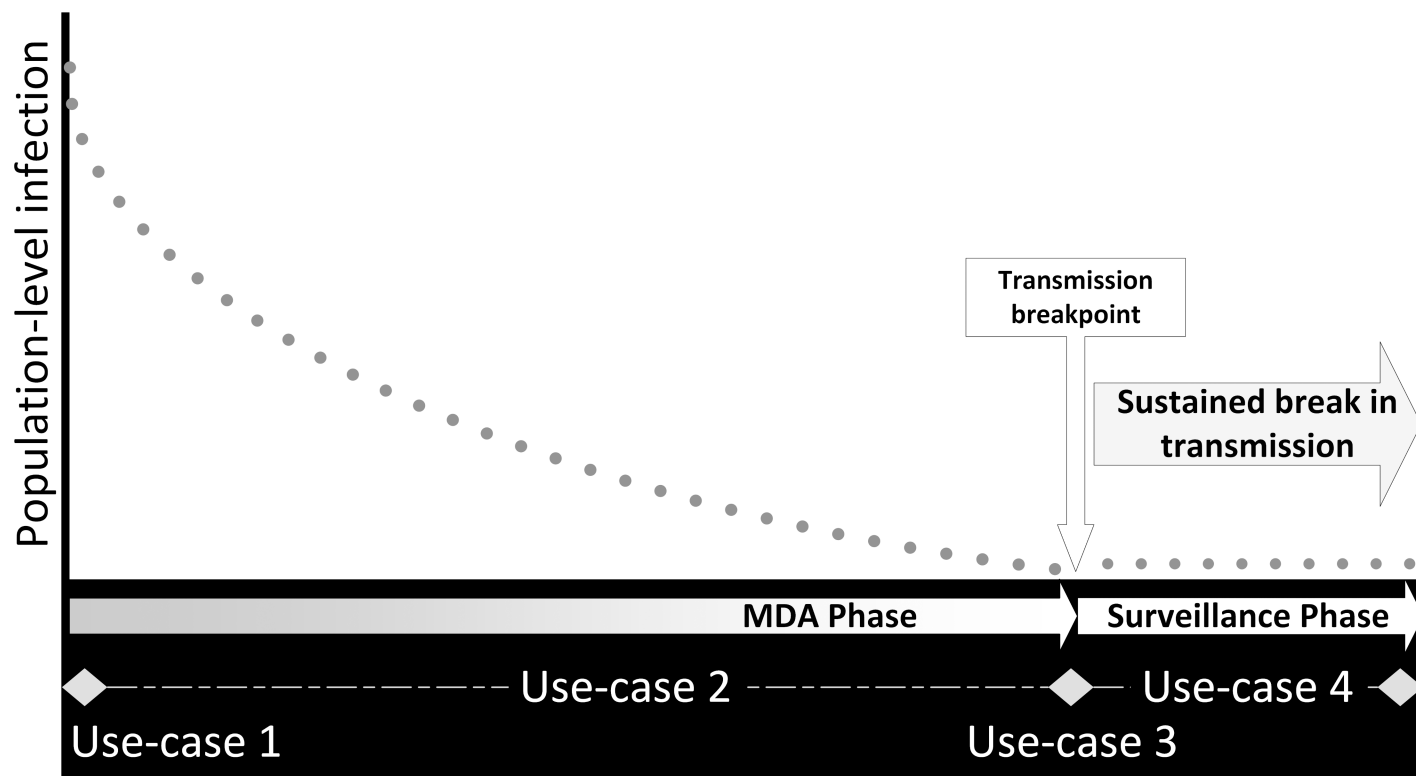 Population-level infection
Transmission
breakpoint
Sustained break in
transmission
MDA Phase
Surveillance Phase
Use-case 2
Use-case 4
Use-case 1
Use-case 3